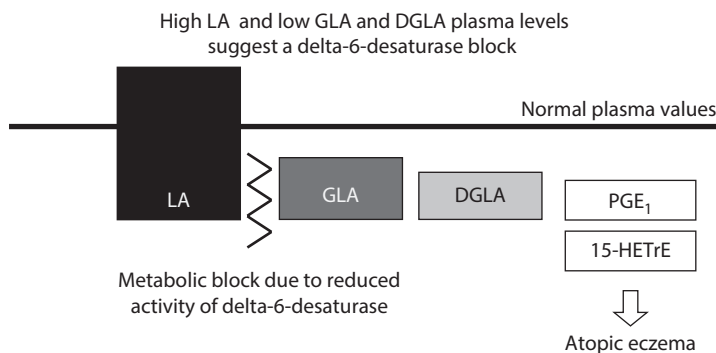 High LA and low GLA and DGLA plasma levels
suggest a delta-6-desaturase block
Normal plasma values
LA
GLA
DGLA
PGE₁
15-HETrE
Metabolic block due to reduced
activity of delta-6-desaturase
Atopic eczema